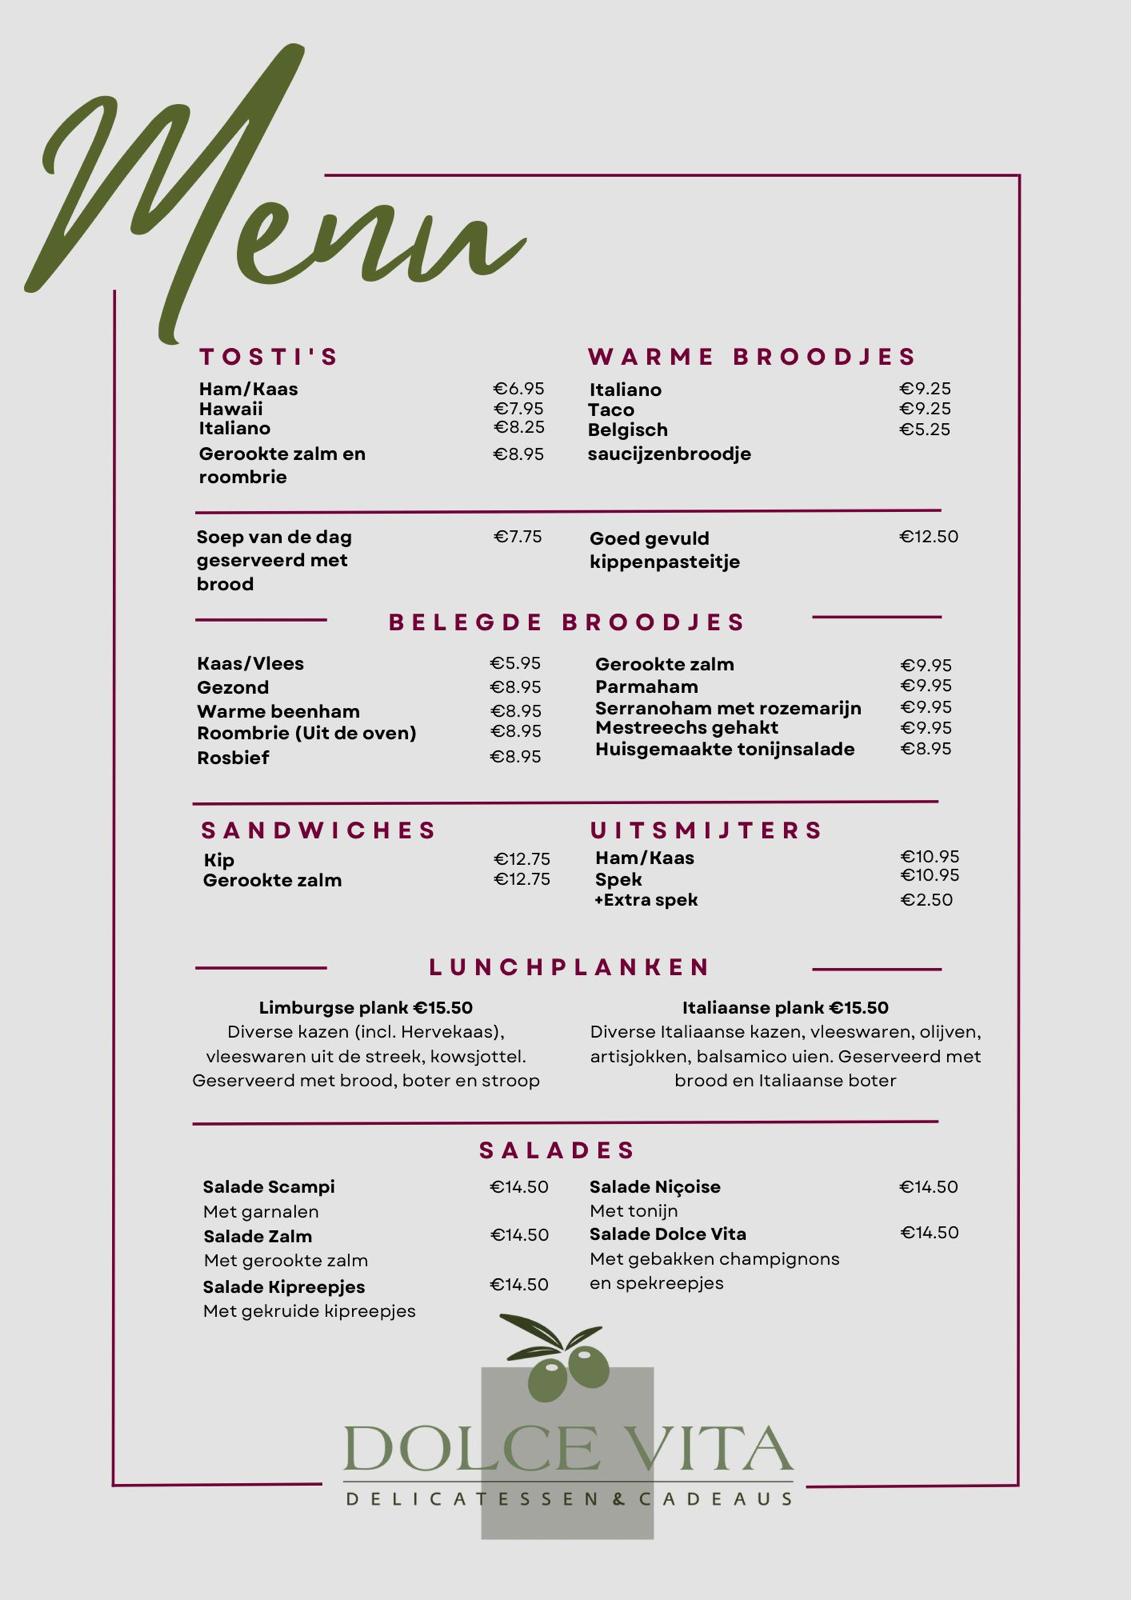 Menu
TOSTI'S
Ham/Kaas €6.95
Hawaii €7.95
Italiano €8.25
Gerookte zalm en €8.95
roombrie
WARME BROODJES
Italiano €9.25
Taco €9.25
Belgisch €5.25
saucijzenbroodje
Soep van de dag €7.75
geserveerd met
brood
Goed gevuld €12.50
kippenpasteitje
BELEGDE BROODJES
Kaas/Vlees €5.95
Gezond €8.95
Warme beenham €8.95
Roombrie (Uit de oven) €8.95
Rosbief €8.95
Gerookte zalm €9.95
Parmaham €9.95
Serranoham met rozemarijn €9.95
Mestreechs gehakt €9.95
Huisgemaakte tonijnsalade €8.95
SANDWICHES
Kip €12.75
Gerookte zalm €12.75
UITSMIJTERS
Ham/Kaas €10.95
Spek €10.95
+Extra spek €2.50
LUNCHPLANKEN
Limburgse plank €15.50
Diverse kazen (incl. Hervekaas),
vleeswaren uit de streek, kowsjottel.
Geserveerd met brood, boter en stroop
Italiaanse plank €15.50
Diverse Italiaanse kazen, vleeswaren, olijven,
artisjokken, balsamico uien. Geserveerd met
brood en Italiaanse boter
SALADES
Salade Scampi €14.50
Met garnalen
Salade Zalm €14.50
Met gerookte zalm
Salade Kipreepjes €14.50
Met gekruide kipreepjes
Salade Niçoise €14.50
Met tonijn
Salade Dolce Vita €14.50
Met gebakken champignons
en spekreepjes
DOLCE VITA
DELICATESSEN & CADEAUS